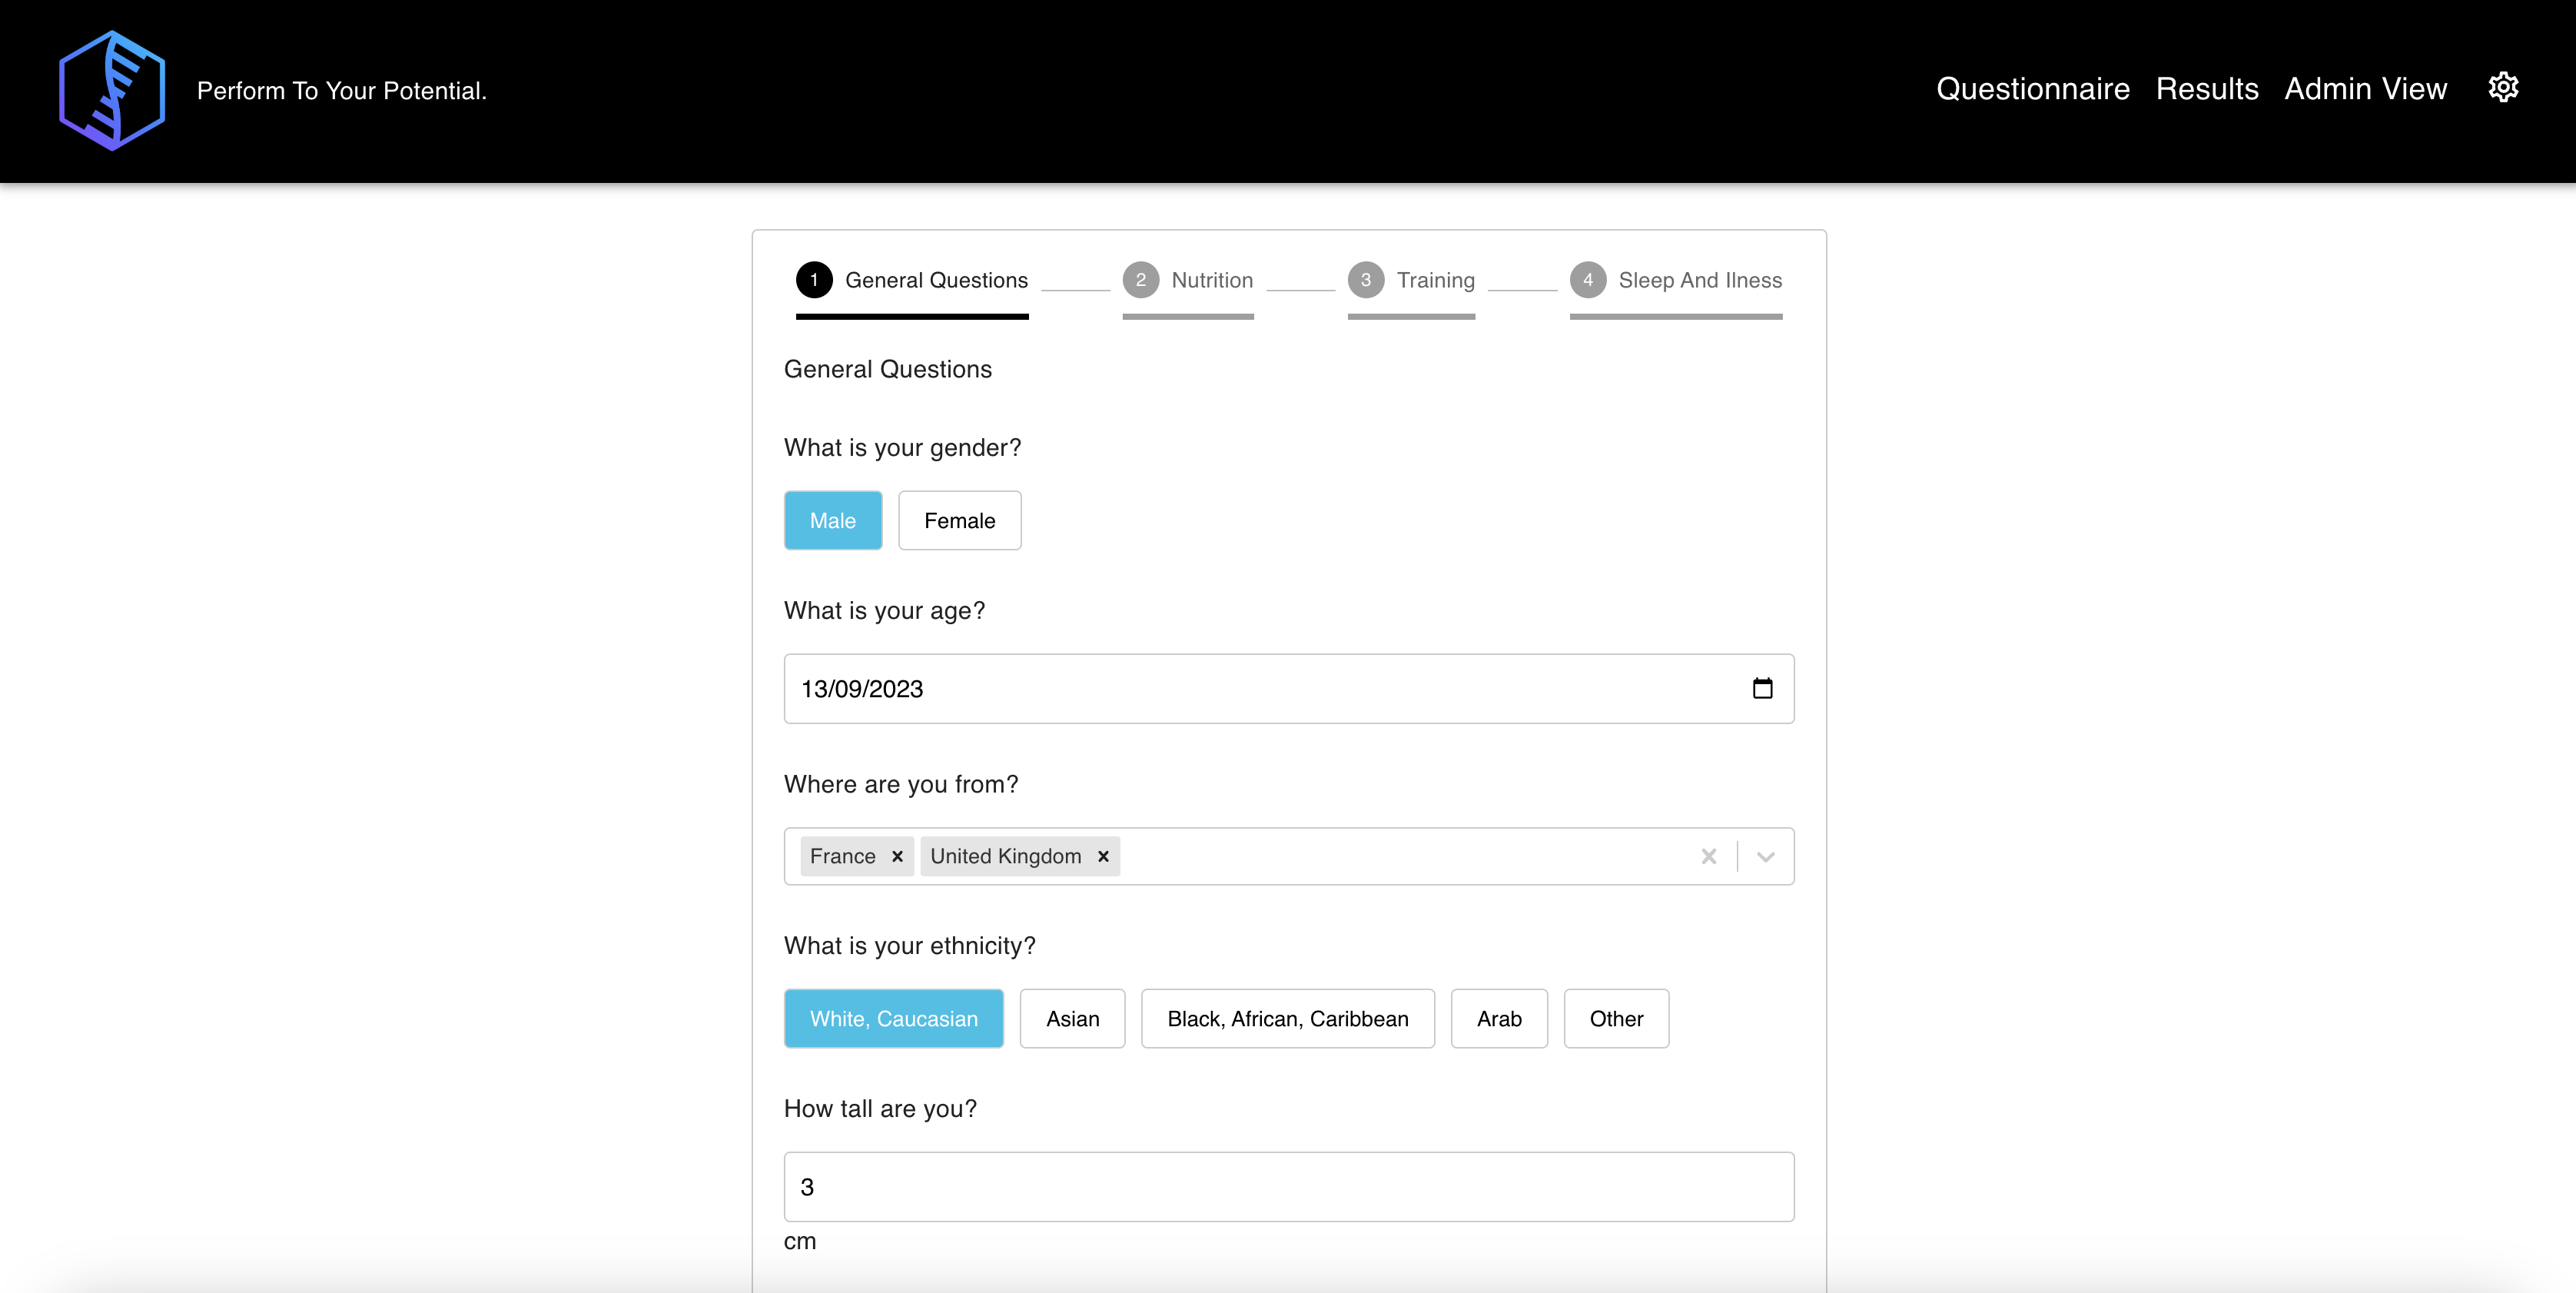 Perform To Your Potential.
Questionnaire Results Admin View
1 General Questions 2 Nutrition 3 Training 4 Sleep And Ilness
General Questions
What is your gender?
Male Female
What is your age?
13/09/2023
Where are you from?
France × United Kingdom ×
What is your ethnicity?
White, Caucasian Asian Black, African, Caribbean Arab Other
How tall are you?
3
cm